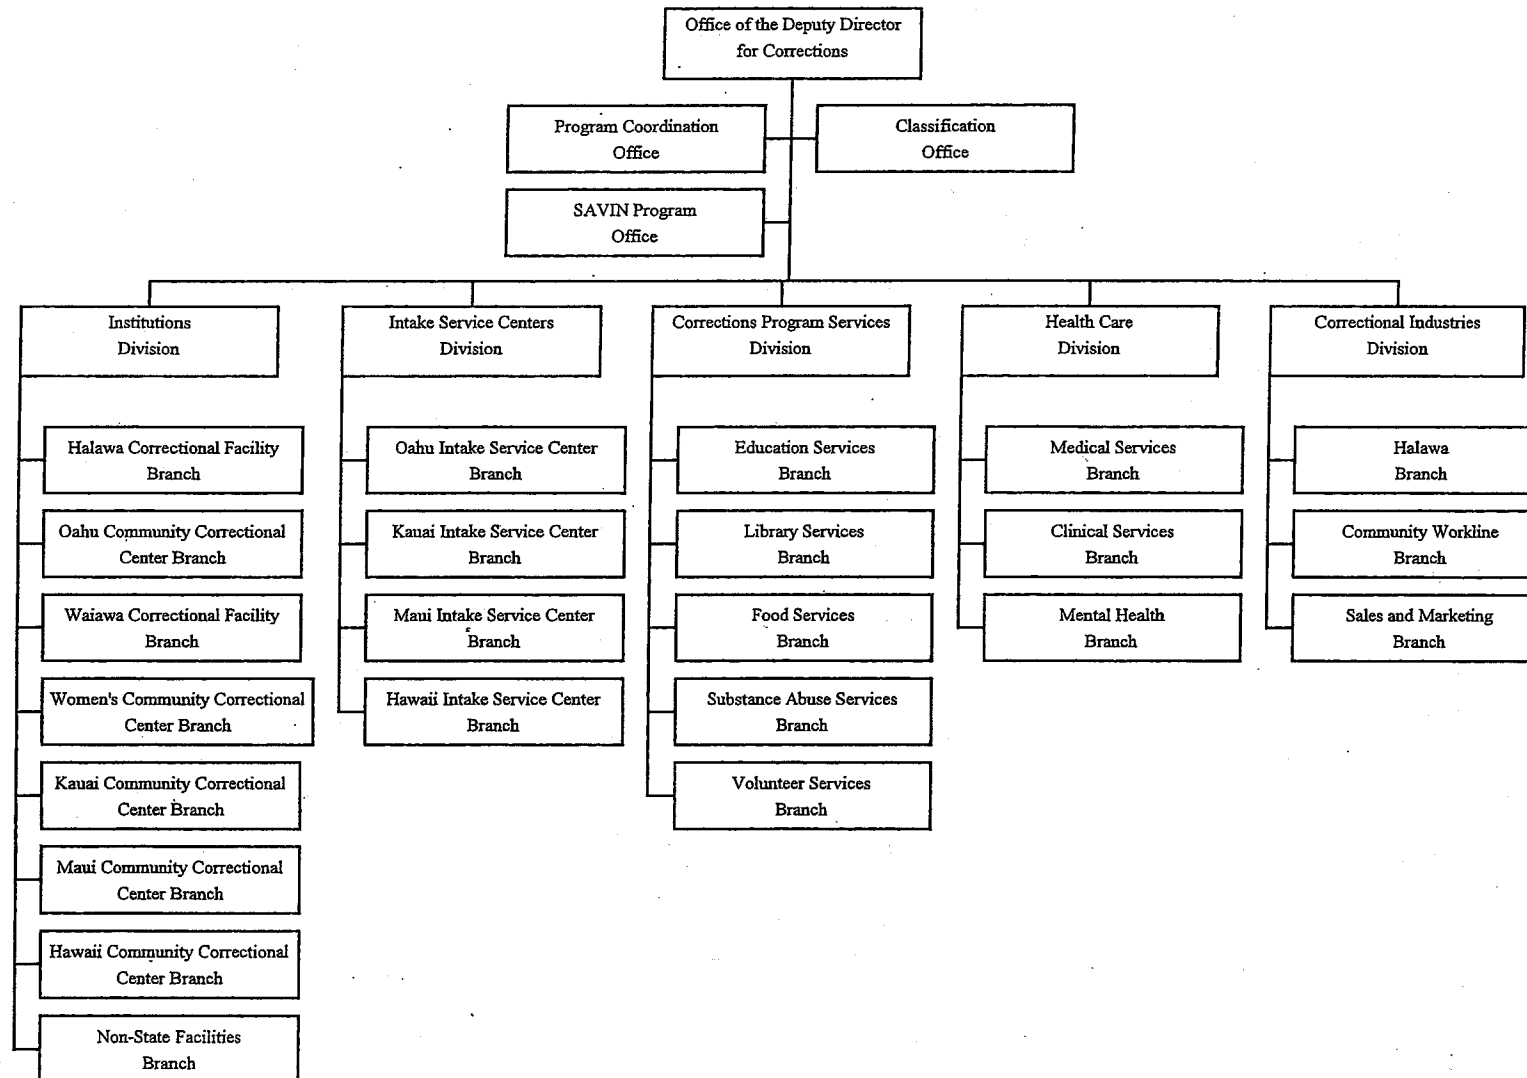 Office of the Deputy Director
for Corrections
Program Coordination
Office
Classification
Office
SAVIN Program
Office
Institutions
Division
Intake Service Centers
Division
Corrections Program Services
Division
Health Care
Division
Correctional Industries
Division
Halawa Correctional Facility
Branch
Oahu Community Correctional
Center Branch
Waiawa Correctional Facility
Branch
Women's Community Correctional
Center Branch
Kauai Community Correctional
Center Branch
Maui Community Correctional
Center Branch
Hawaii Community Correctional
Center Branch
Non-State Facilities
Branch
Oahu Intake Service Center
Branch
Kauai Intake Service Center
Branch
Maui Intake Service Center
Branch
Hawaii Intake Service Center
Branch
Education Services
Branch
Library Services
Branch
Food Services
Branch
Substance Abuse Services
Branch
Volunteer Services
Branch
Medical Services
Branch
Clinical Services
Branch
Mental Health
Branch
Halawa
Branch
Community Workline
Branch
Sales and Marketing
Branch